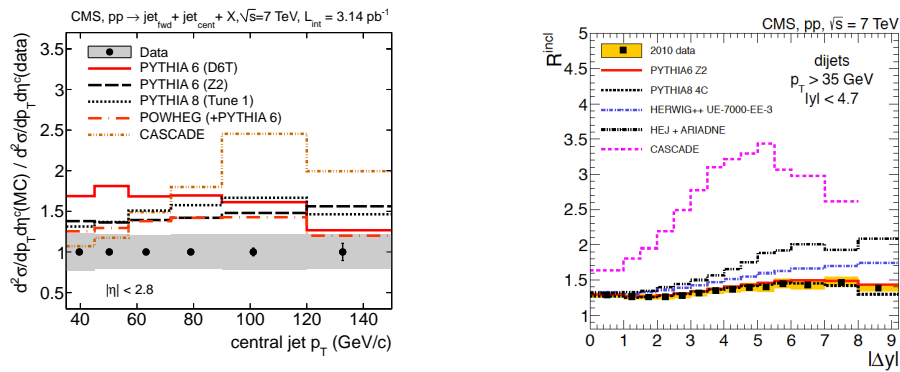 CMS, pp → jet_fwd + jet_cent + X, √s=7 TeV, L_int = 3.14 pb⁻¹
d²σ/dp_T dη^c(MC) / d²σ/dp_T dη^c(data)
3.5
3
2.5
2
1.5
1
0.5
Data
PYTHIA 6 (D6T)
PYTHIA 6 (Z2)
PYTHIA 8 (Tune 1)
POWHEG (+PYTHIA 6)
CASCADE
|η| < 2.8
40 60 80 100 120 140
central jet p_T (GeV/c)
CMS, pp, √s = 7 TeV
R^incl
5
4.5
4
3.5
3
2.5
2
1.5
1
2010 data
PYTHIA6 Z2
PYTHIA8 4C
HERWIG++ UE-7000-EE-3
HEJ + ARIADNE
CASCADE
dijets
p_T > 35 GeV
|y| < 4.7
0 1 2 3 4 5 6 7 8 9
|Δy|